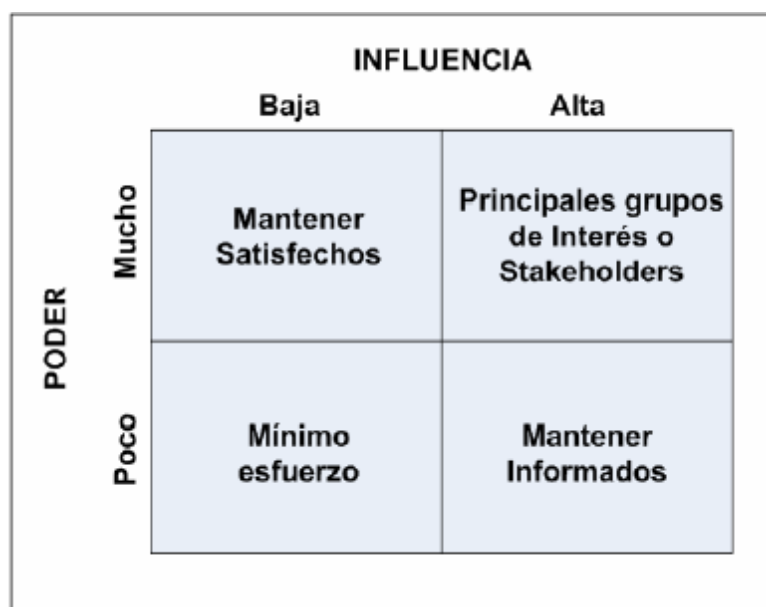 INFLUENCIA
Baja
Alta
PODER
Mucho
Mantener
Satisfechos
Principales grupos
de Interés o
Stakeholders
Poco
Mínimo
esfuerzo
Mantener
Informados